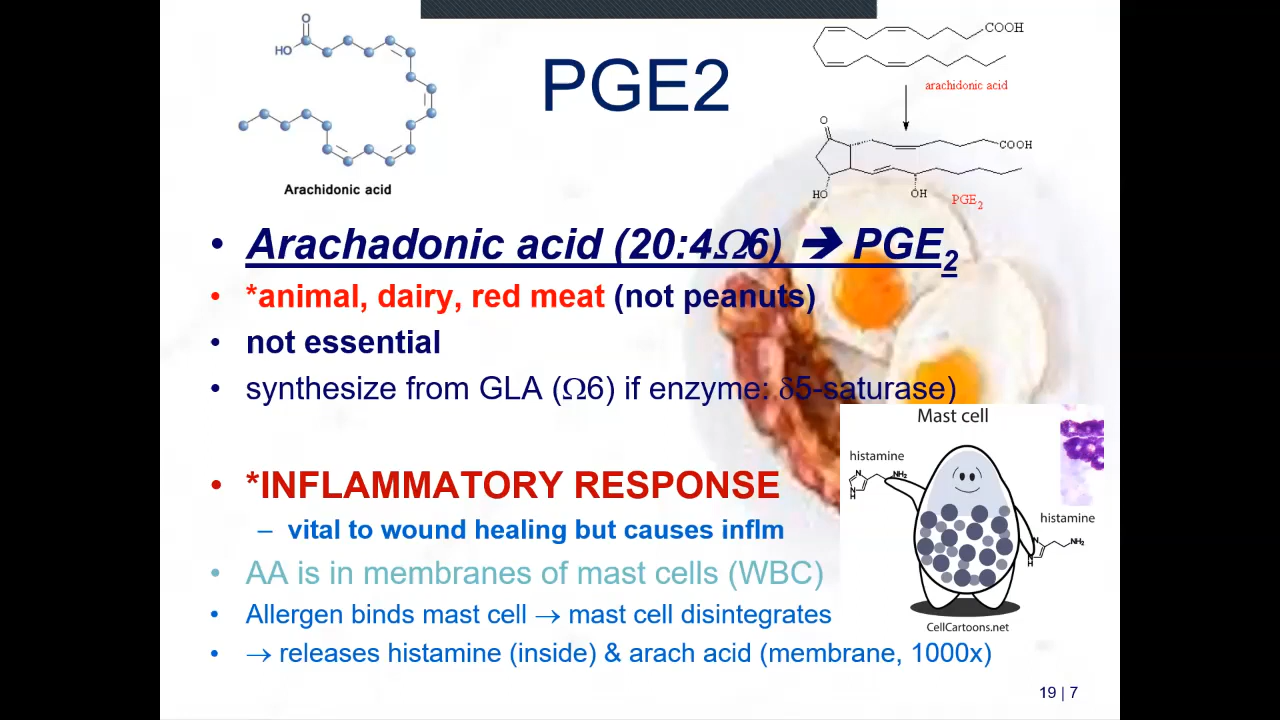 O
HO
Arachidonic acid
PGE2
COOH
arachidonic acid
O
COOH
HO
OH
PGE2
• Arachadonic acid (20:4Ω6) ➔ PGE2
• *animal, dairy, red meat (not peanuts)
• not essential
• synthesize from GLA (Ω6) if enzyme: δ5-saturase)
• *INFLAMMATORY RESPONSE
– vital to wound healing but causes inflm
• AA is in membranes of mast cells (WBC)
• Allergen binds mast cell → mast cell disintegrates
• → releases histamine (inside) & arach acid (membrane, 1000x)
Mast cell
histamine
N
NH2
N
H
histamine
N
NH2
N
H
CellCartoons.net
19 | 7